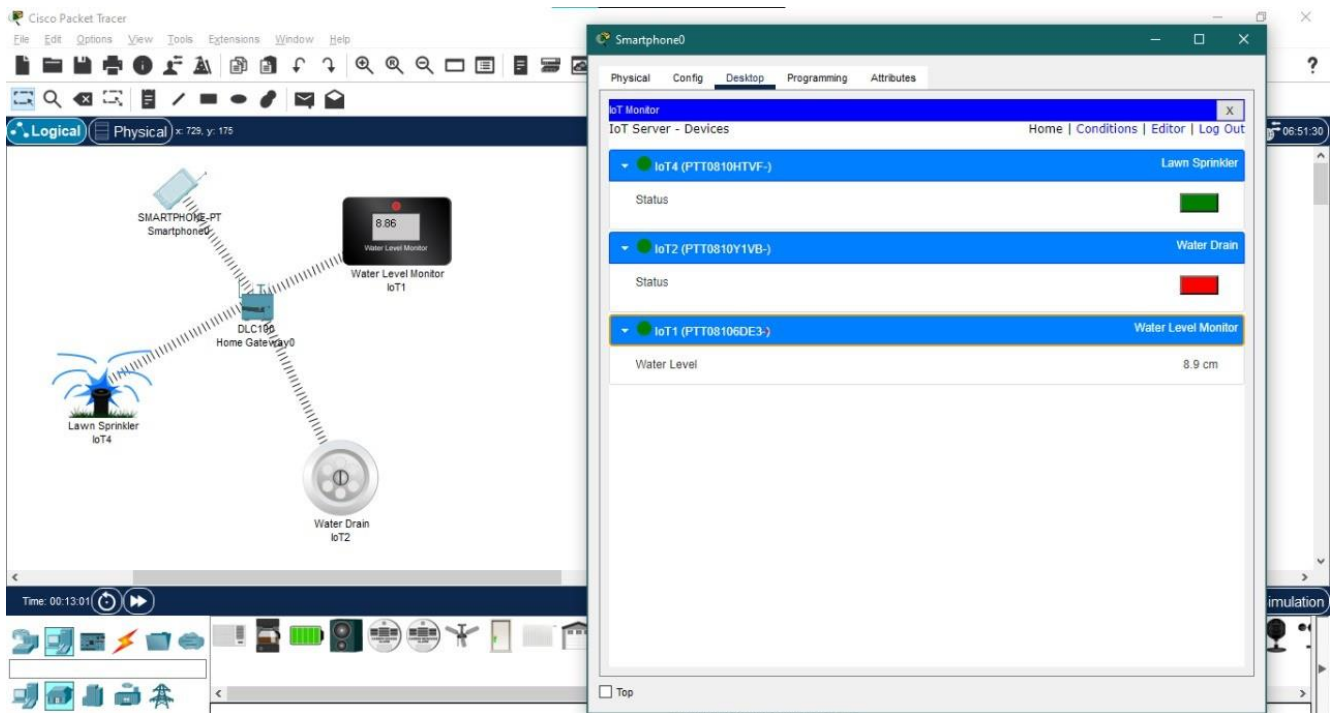 Cisco Packet Tracer
File Edit Options View Tools Extensions Window Help
Logical Physical x: 729, y: 175
06:51:30
SMARTPHONE-PT
Smartphone0
8.86
Water Level Monitor
Water Level Monitor
IoT1
DLC100
Home Gateway0
Lawn Sprinkler
IoT4
Water Drain
IoT2
Time: 00:13:01
imulation
Smartphone0
Physical Config Desktop Programming Attributes
IoT Monitor X
IoT Server - Devices Home | Conditions | Editor | Log Out
IoT4 (PTT0810HTVF-) Lawn Sprinkler
Status
IoT2 (PTT0810Y1VB-) Water Drain
Status
IoT1 (PTT08106DE3-) Water Level Monitor
Water Level 8.9 cm
Top